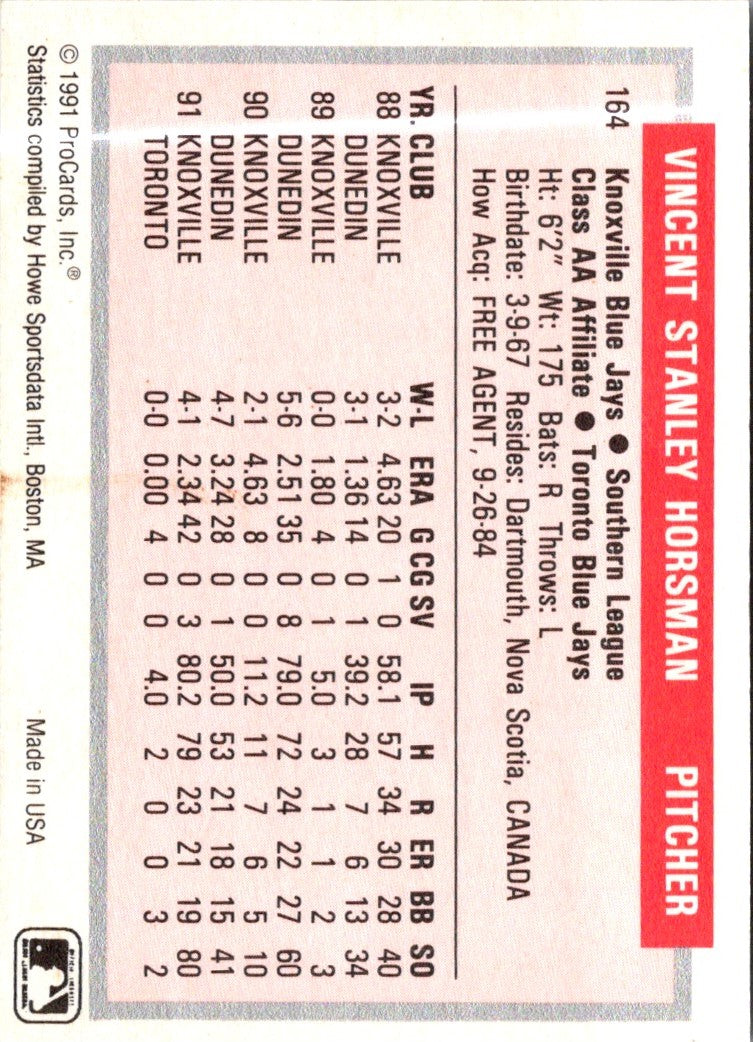 VINCENT STANLEY HORSMAN PITCHER
164 Knoxville Blue Jays ● Southern League
Class AA Affiliate ● Toronto Blue Jays
Ht: 6'2" Wt: 175 Bats: R Throws: L
Birthdate: 3-9-67 Resides: Dartmouth, Nova Scotia, CANADA
How Acq: FREE AGENT, 9-26-84
YR. CLUB W-L ERA G CG SV IP H R ER BB SO
88 KNOXVILLE 3-2 4.63 20 1 0 58.1 57 34 30 28 40
DUNEDIN 3-1 1.36 14 0 1 39.2 28 7 6 13 34
89 KNOXVILLE 0-0 1.80 4 0 1 5.0 3 1 1 2 3
DUNEDIN 5-6 2.51 35 0 8 79.0 72 24 22 27 60
90 KNOXVILLE 2-1 4.63 8 0 0 11.2 11 7 6 5 10
DUNEDIN 4-7 3.24 28 0 1 50.0 53 21 18 15 41
91 KNOXVILLE 4-1 2.34 42 0 3 80.2 79 23 21 19 80
TORONTO 0-0 0.00 4 0 0 4.0 2 0 0 3 2
© 1991 ProCards, Inc.®
Statistics compiled by Howe Sportsdata Intl., Boston, MA Made in USA